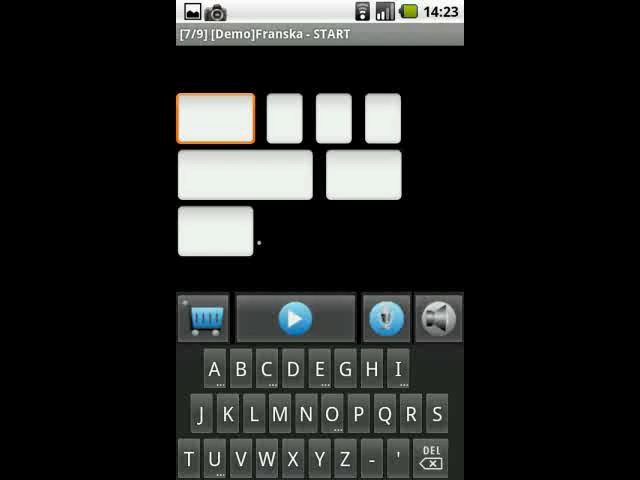 14:23
[7/9] [Demo]Franska - START
.
A B C D E G H I
J K L M N O P Q R S
T U V W X Y Z - ' DEL